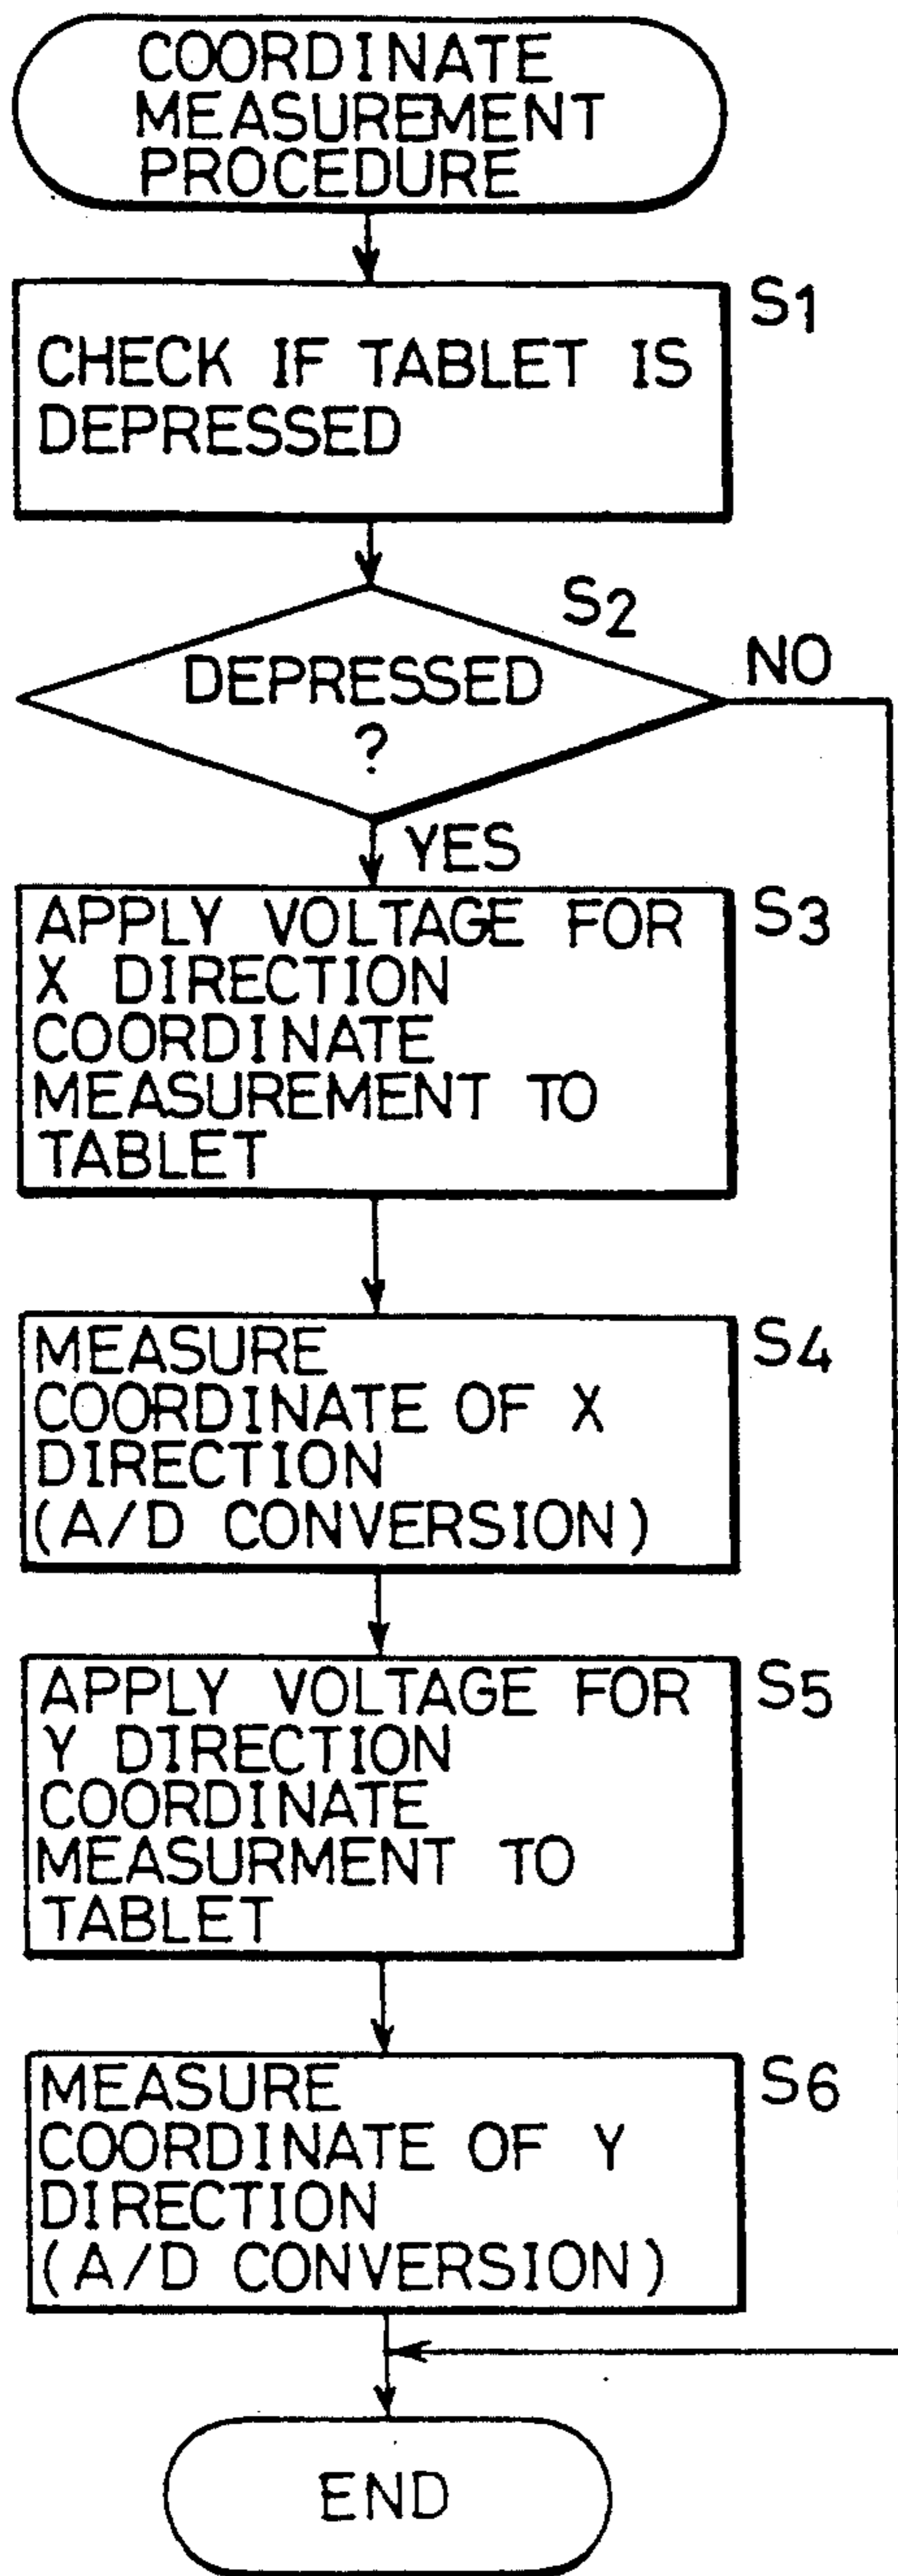 COORDINATE
MEASUREMENT
PROCEDURE
S1
CHECK IF TABLET IS
DEPRESSED
S2
DEPRESSED
?
NO
YES
S3
APPLY VOLTAGE FOR
X DIRECTION
COORDINATE
MEASUREMENT TO
TABLET
S4
MEASURE
COORDINATE OF X
DIRECTION
(A/D CONVERSION)
S5
APPLY VOLTAGE FOR
Y DIRECTION
COORDINATE
MEASURMENT TO
TABLET
S6
MEASURE
COORDINATE OF Y
DIRECTION
(A/D CONVERSION)
END